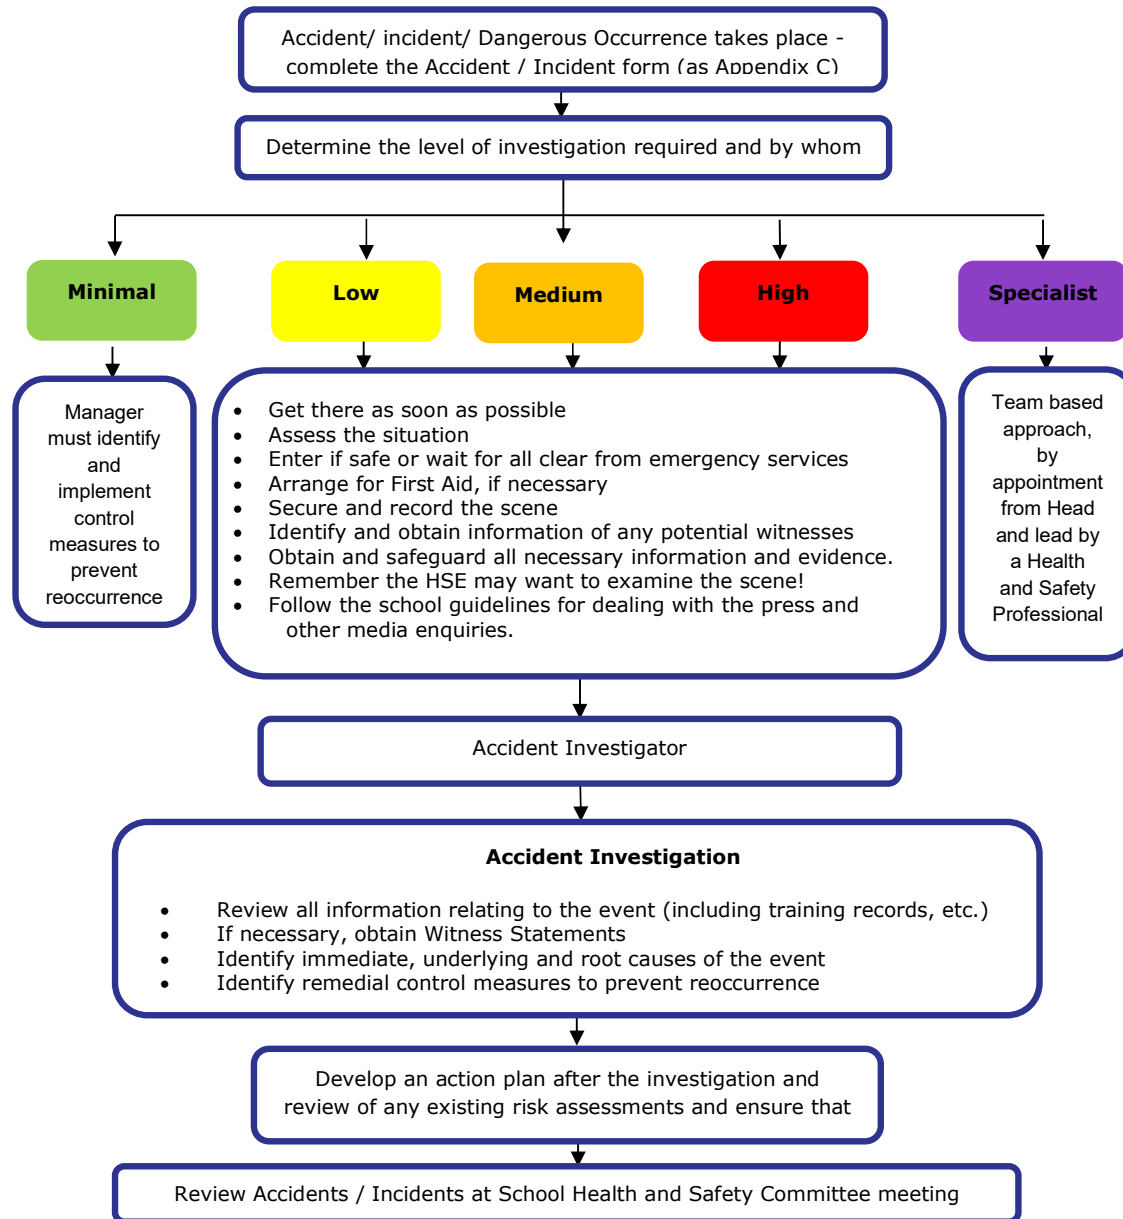 Accident/ incident/ Dangerous Occurrence takes place -
complete the Accident / Incident form (as Appendix C)
Determine the level of investigation required and by whom
Minimal
Low
Medium
High
Specialist
Manager
must identify
and
implement
control
measures to
prevent
reoccurrence
• Get there as soon as possible
• Assess the situation
• Enter if safe or wait for all clear from emergency services
• Arrange for First Aid, if necessary
• Secure and record the scene
• Identify and obtain information of any potential witnesses
• Obtain and safeguard all necessary information and evidence.
• Remember the HSE may want to examine the scene!
• Follow the school guidelines for dealing with the press and
other media enquiries.
Team based
approach,
by
appointment
from Head
and lead by
a Health
and Safety
Professional
Accident Investigator
Accident Investigation
• Review all information relating to the event (including training records, etc.)
• If necessary, obtain Witness Statements
• Identify immediate, underlying and root causes of the event
• Identify remedial control measures to prevent reoccurrence
Develop an action plan after the investigation and
review of any existing risk assessments and ensure that
Review Accidents / Incidents at School Health and Safety Committee meeting